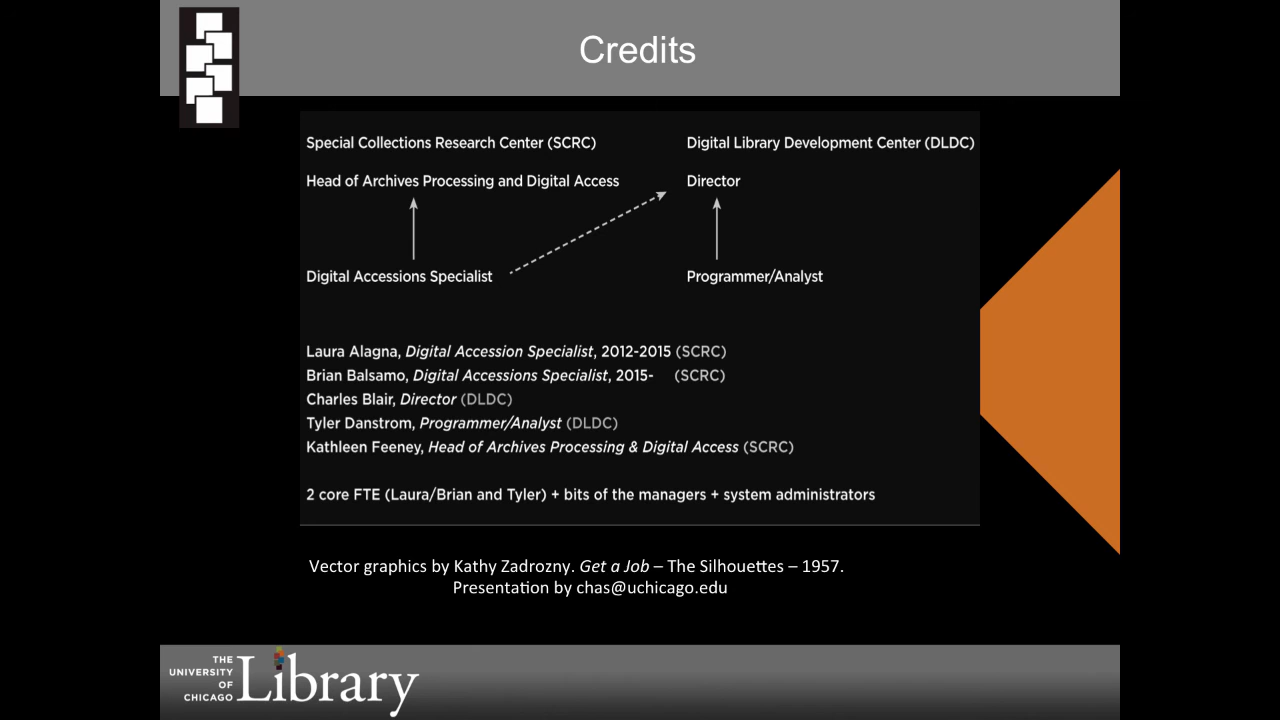 Credits
Special Collections Research Center (SCRC)
Digital Library Development Center (DLDC)
Head of Archives Processing and Digital Access
Director
Digital Accessions Specialist
Programmer/Analyst
Laura Alagna, Digital Accession Specialist, 2012-2015 (SCRC)
Brian Balsamo, Digital Accessions Specialist, 2015- (SCRC)
Charles Blair, Director (DLDC)
Tyler Danstrom, Programmer/Analyst (DLDC)
Kathleen Feeney, Head of Archives Processing & Digital Access (SCRC)
2 core FTE (Laura/Brian and Tyler) + bits of the managers + system administrators
Vector graphics by Kathy Zadrozny. Get a Job – The Silhouettes – 1957.
Presentation by chas@uchicago.edu
THE
UNIVERSITY
OF
CHICAGO
Library